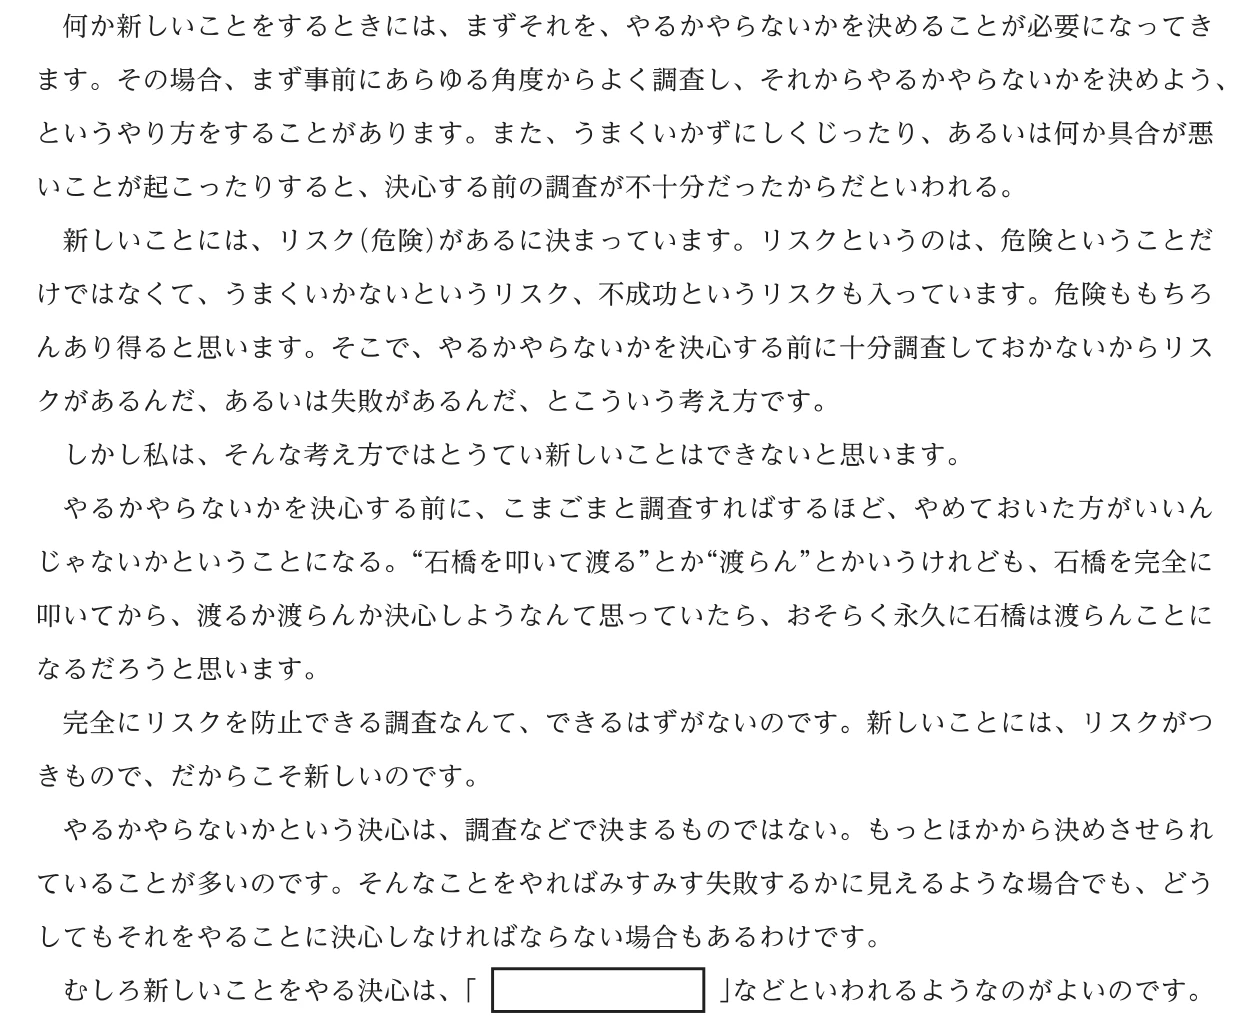 何か新しいことをするときには、まずそれを、やるかやらないかを決めることが必要になってき
ます。その場合、まず事前にあらゆる角度からよく調査し、それからやるかやらないかを決めよう、
というやり方をすることがあります。また、うまくいかずにしくじったり、あるいは何か具合が悪
いことが起こったりすると、決心する前の調査が不十分だったからだといわれる。
新しいことには、リスク(危険)があるに決まっています。リスクというのは、危険ということだ
けではなくて、うまくいかないというリスク、不成功というリスクも入っています。危険ももちろ
んあり得ると思います。そこで、やるかやらないかを決心する前に十分調査しておかないからリス
クがあるんだ、あるいは失敗があるんだ、とこういう考え方です。
しかし私は、そんな考え方ではとうてい新しいことはできないと思います。
やるかやらないかを決心する前に、こまごまと調査すればするほど、やめておいた方がいいん
じゃないかということになる。“石橋を叩いて渡る”とか“渡らん”とかいうけれども、石橋を完全に
叩いてから、渡るか渡らんか決心しようなんて思っていたら、おそらく永久に石橋は渡らんことに
なるだろうと思います。
完全にリスクを防止できる調査なんて、できるはずがないのです。新しいことには、リスクがつ
きもので、だからこそ新しいのです。
やるかやらないかという決心は、調査などで決まるものではない。もっとほかから決めさせられ
ていることが多いのです。そんなことをやればみすみす失敗するかに見えるような場合でも、どう
してもそれをやることに決心しなければならない場合もあるわけです。
むしろ新しいことをやる決心は、「　　　」などといわれるようなのがよいのです。